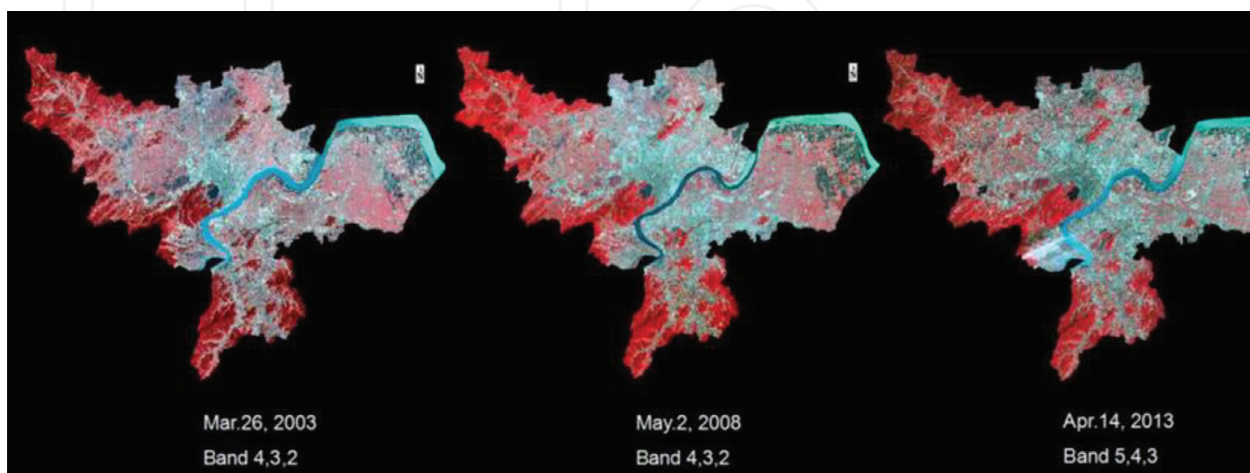 Mar.26, 2003
Band 4,3,2
May.2, 2008
Band 4,3,2
Apr.14, 2013
Band 5,4,3